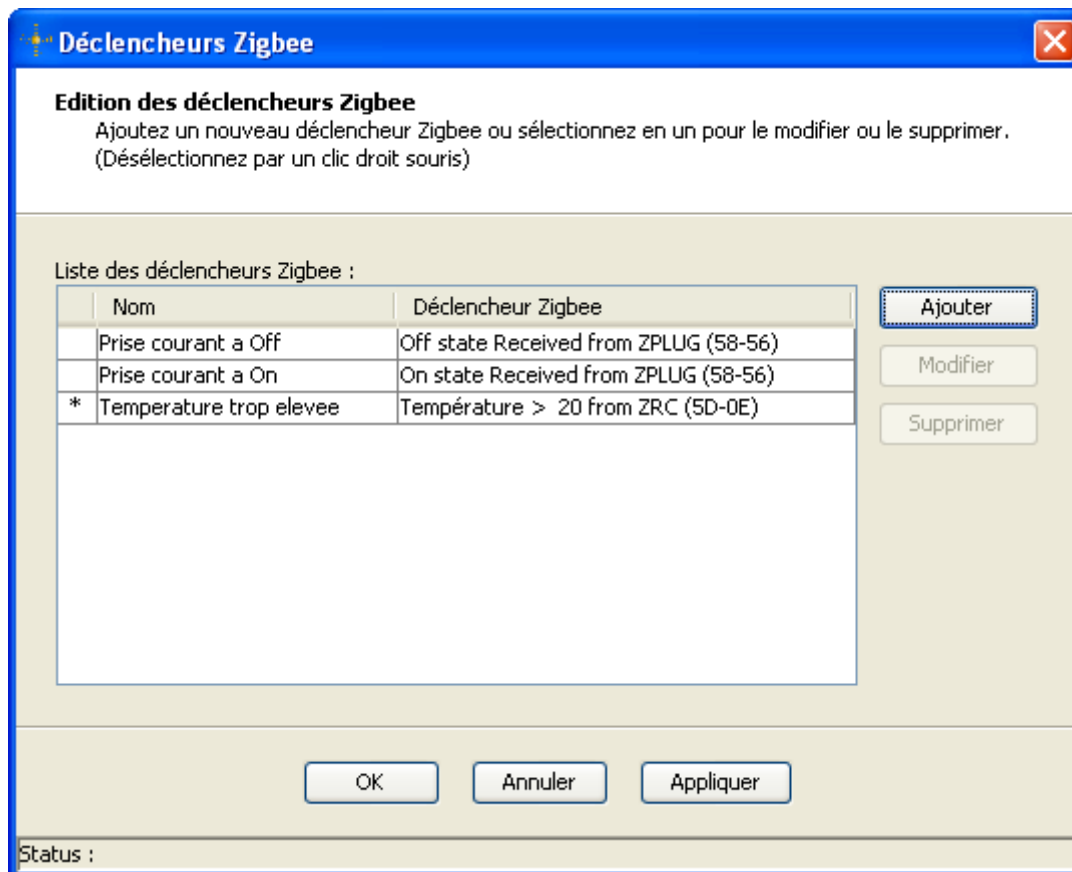 Déclencheurs Zigbee
Edition des déclencheurs Zigbee
Ajoutez un nouveau déclencheur Zigbee ou sélectionnez en un pour le modifier ou le supprimer.
(Désélectionnez par un clic droit souris)
Liste des déclencheurs Zigbee :
Nom Déclencheur Zigbee
Prise courant a Off Off state Received from ZPLUG (58-56)
Prise courant a On On state Received from ZPLUG (58-56)
* Temperature trop elevee Température > 20 from ZRC (5D-0E)
Ajouter
Modifier
Supprimer
OK Annuler Appliquer
Status :